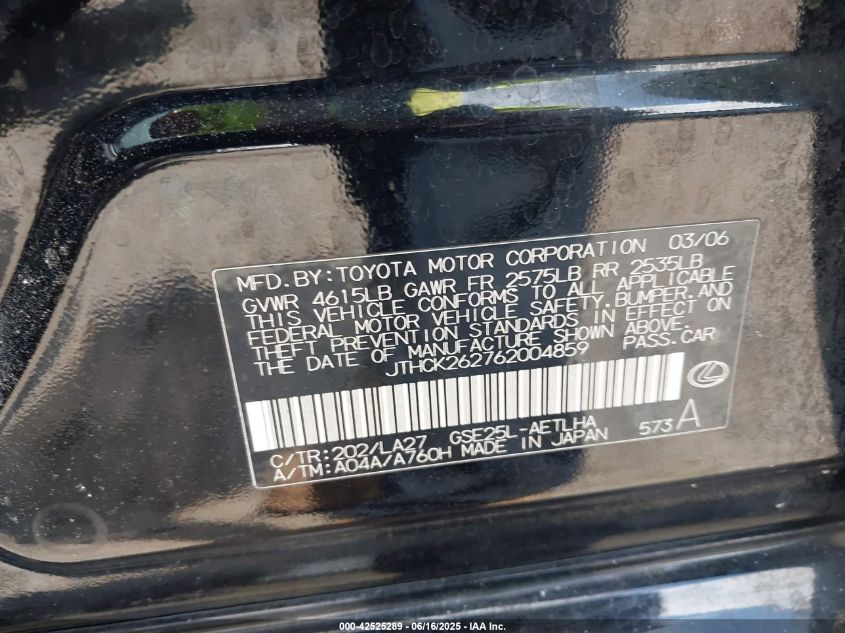 MFD.BY:TOYOTA MOTOR CORPORATION 03/06
GVWR 4615LB GAWR FR 2575LB RR 2535LB
THIS VEHICLE CONFORMS TO ALL APPLICABLE
FEDERAL MOTOR VEHICLE SAFETY,BUMPER,AND
THEFT PREVENTION STANDARDS IN EFFECT ON
THE DATE OF MANUFACTURE SHOWN ABOVE.
JTHCK262762004859 PASS.CAR
C/TR:202/LA27 GSE25L-AETLHA 573A
A/TM:A04A/A760H MADE IN JAPAN
000-42525289 - 06/16/2025 - IAA Inc.